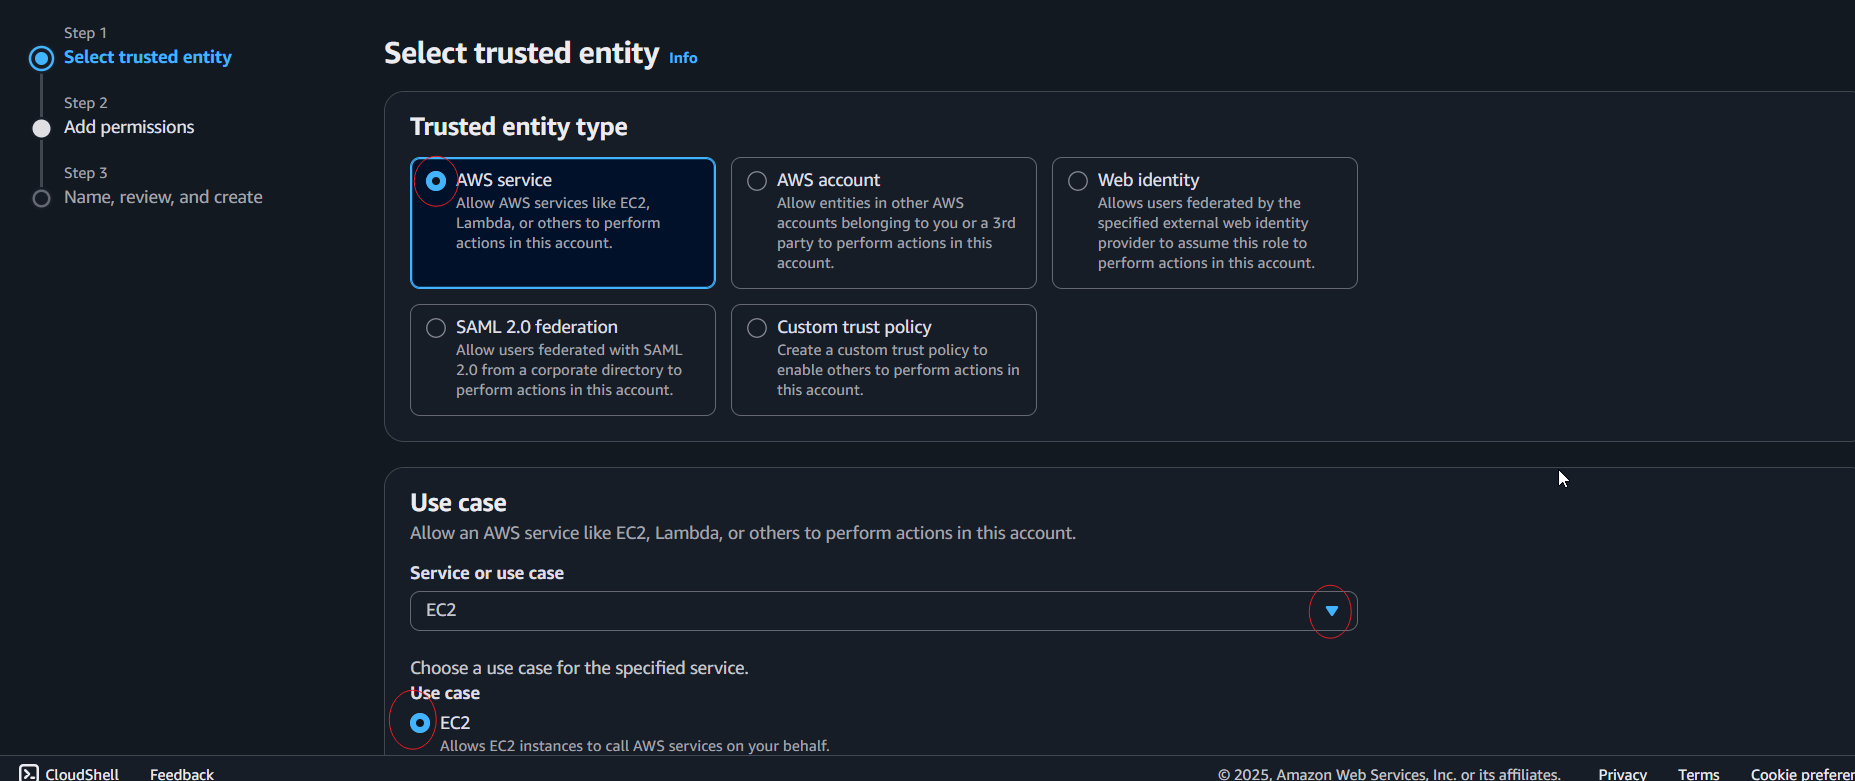 Step 1
Select trusted entity
Step 2
Add permissions
Step 3
Name, review, and create
Select trusted entity Info
Trusted entity type
AWS service
Allow AWS services like EC2,
Lambda, or others to perform
actions in this account.
AWS account
Allow entities in other AWS
accounts belonging to you or a 3rd
party to perform actions in this
account.
Web identity
Allows users federated by the
specified external web identity
provider to assume this role to
perform actions in this account.
SAML 2.0 federation
Allow users federated with SAML
2.0 from a corporate directory to
perform actions in this account.
Custom trust policy
Create a custom trust policy to
enable others to perform actions in
this account.
Use case
Allow an AWS service like EC2, Lambda, or others to perform actions in this account.
Service or use case
EC2
Choose a use case for the specified service.
Use case
EC2
Allows EC2 instances to call AWS services on your behalf.
CloudShell Feedback © 2025, Amazon Web Services, Inc. or its affiliates. Privacy Terms Cookie